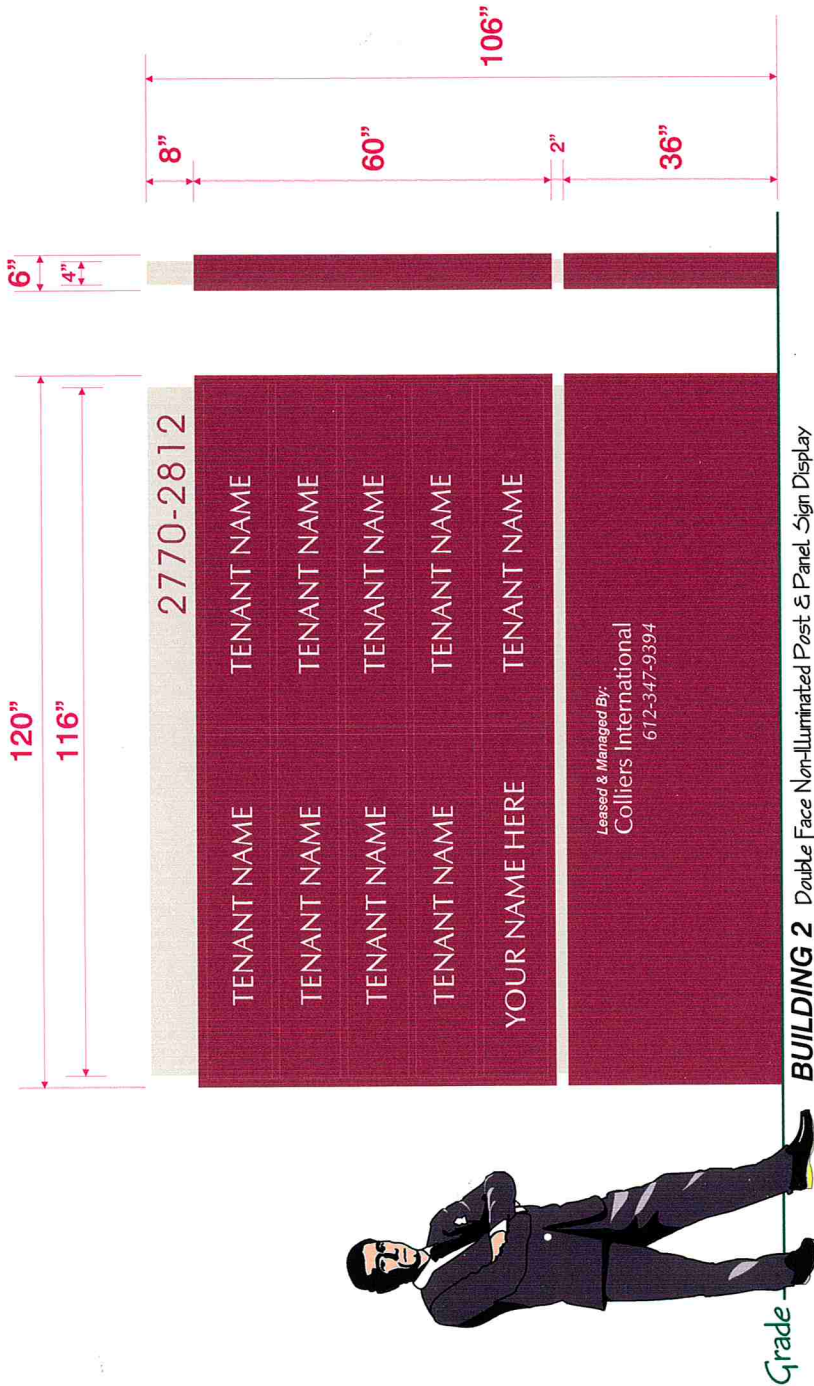 120”
116”
6”
4”
8”
60”
2”
36”
106”
2770-2812
TENANT NAME TENANT NAME
TENANT NAME TENANT NAME
TENANT NAME TENANT NAME
TENANT NAME TENANT NAME
YOUR NAME HERE TENANT NAME
Leased & Managed By:
Colliers International
612-347-9394
Grade
BUILDING 2 Double Face Non-Illuminated Post & Panel Sign Display